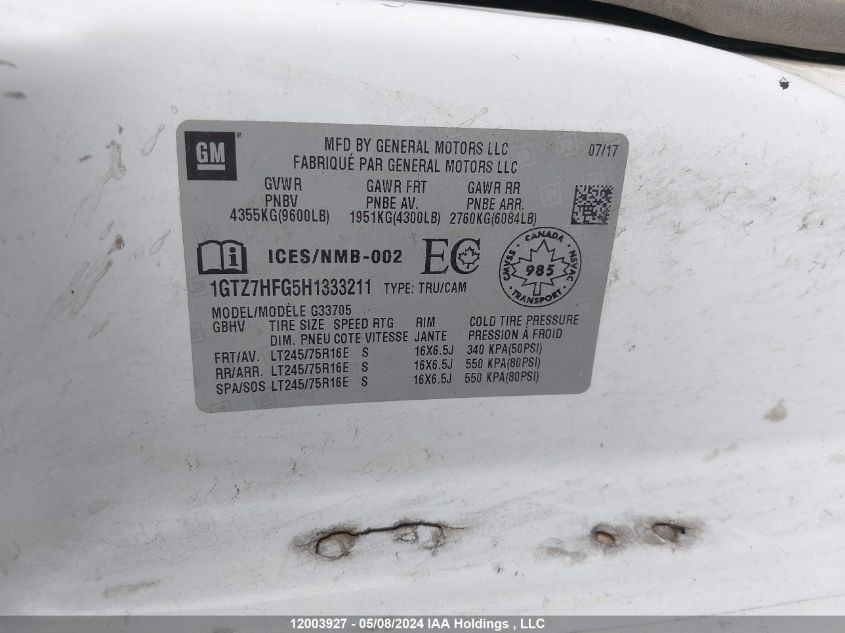 GM
MFD BY GENERAL MOTORS LLC 07/17
FABRIQUÉ PAR GENERAL MOTORS LLC
GVWR GAWR FRT GAWR RR
PNBV PNBE AV. PNBE ARR.
4355KG(9600LB) 1951KG(4300LB) 2760KG(6084LB)
ICES/NMB-002 EC CANADA CMVSS NSVAC 985 TRANSPORT
1GTZ7HFG5H1333211 TYPE: TRU/CAM
MODEL/MODÈLE G33705
GBHV TIRE SIZE SPEED RTG RIM COLD TIRE PRESSURE
DIM. PNEU COTE VITESSE JANTE PRESSION À FROID
FRT/AV. LT245/75R16E S 16X6.5J 340 KPA(50PSI)
RR/ARR. LT245/75R16E S 16X6.5J 550 KPA(80PSI)
SPA/SOS LT245/75R16E S 16X6.5J 550 KPA(80PSI)
12003927 - 05/08/2024 IAA Holdings , LLC